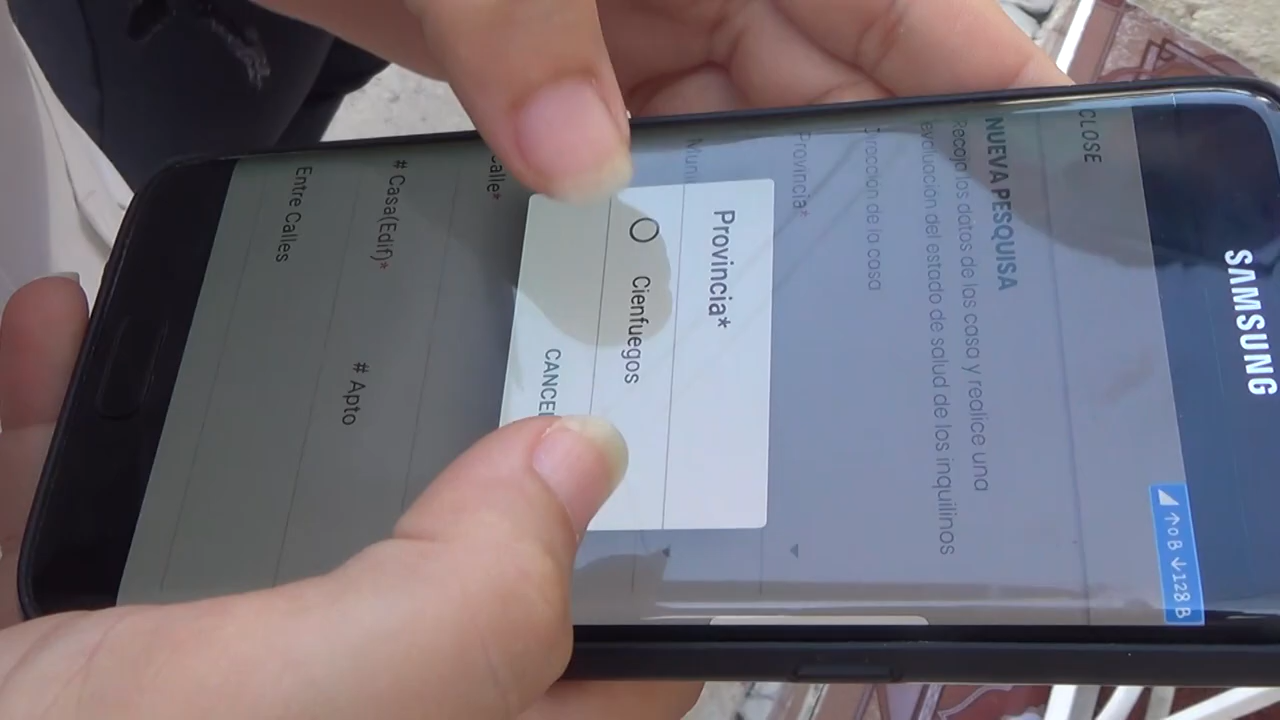 SAMSUNG
↑0 B ↓128 B
CLOSE
NUEVA PESQUISA
Recoja los datos de las casa y realice una
evaluación del estado de salud de los inquilinos
Dirección de la casa
Provincia*
Provincia*
Cienfuegos
CANCEL
Calle*
# Casa(Edif)*
# Apto
Entre Calles